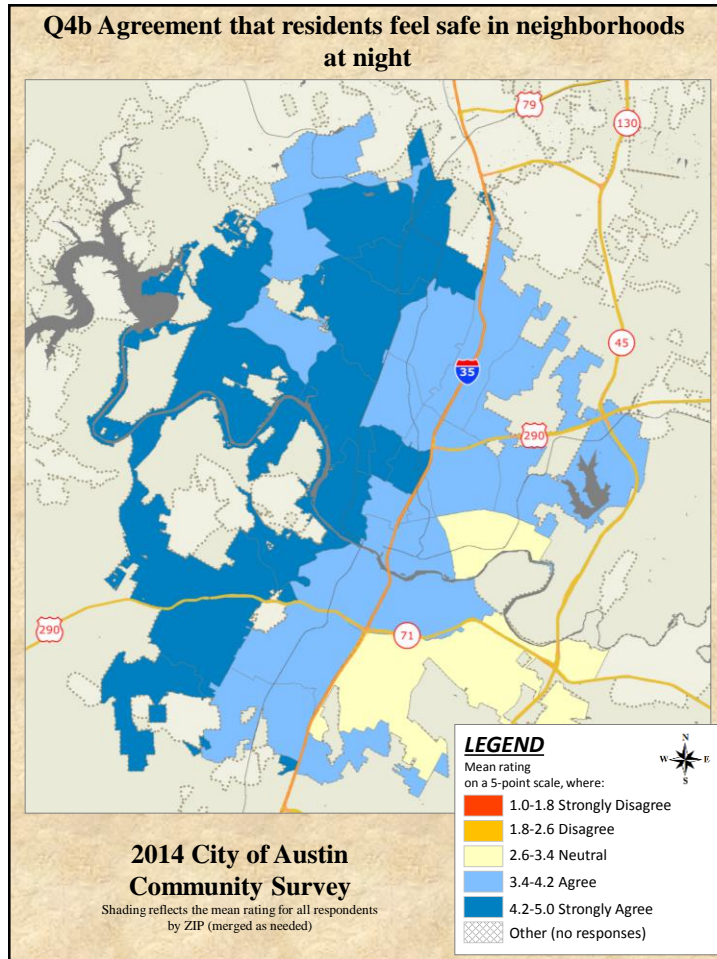 Q4b Agreement that residents feel safe in neighborhoods
at night
79
130
35
45
290
290
71
LEGEND
Mean rating
on a 5-point scale, where:
1.0-1.8 Strongly Disagree
1.8-2.6 Disagree
2.6-3.4 Neutral
3.4-4.2 Agree
4.2-5.0 Strongly Agree
Other (no responses)
N
W E
S
2014 City of Austin
Community Survey
Shading reflects the mean rating for all respondents
by ZIP (merged as needed)